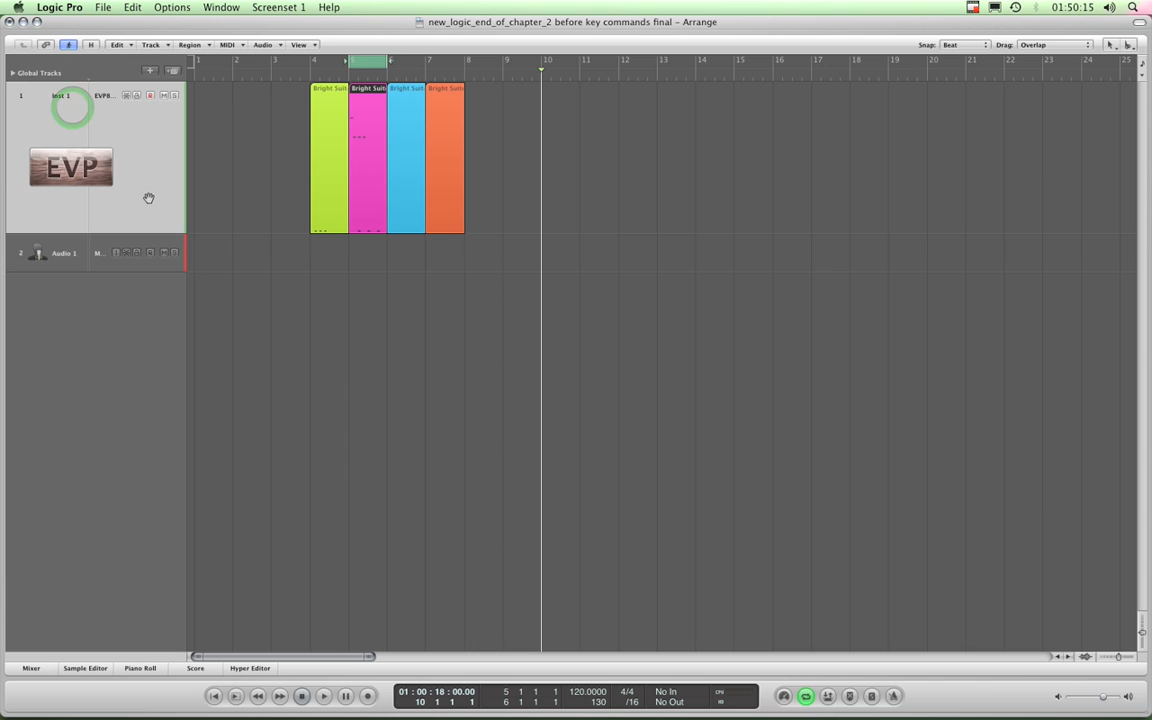 Logic Pro File Edit Options Window Screenset 1 Help 01:50:15
new_logic_end_of_chapter_2 before key commands final - Arrange
H Edit Track Region MIDI Audio View Snap: Beat Drag: Overlap
1 2 3 4 5 6 7 8 9 10 11 12 13 14 15 16 17 18 19 20 21 22 23 24 25
Global Tracks
1 Inst 1 EVP8... R M S Bright Suit Bright Suit Bright Suit Bright Suit
EVP
2 Audio 1 M... I R M S
Mixer Sample Editor Piano Roll Score Hyper Editor
01:00:18:00.00 5 1 1 1 120.0000 4/4 No In CPU
10 1 1 1 6 1 1 1 130 /16 No Out HD